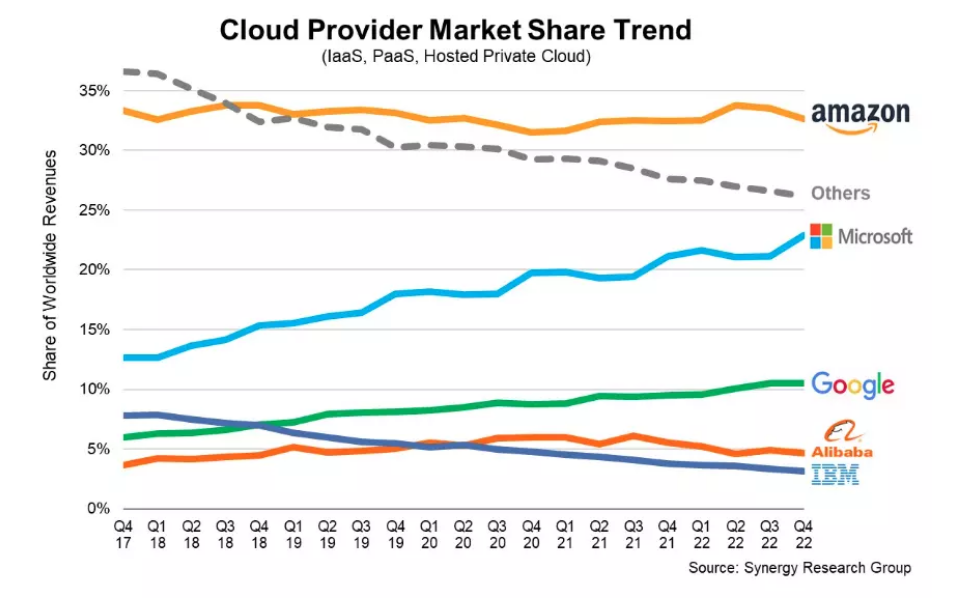 Cloud Provider Market Share Trend
(IaaS, PaaS, Hosted Private Cloud)
Share of Worldwide Revenues
35%
30%
25%
20%
15%
10%
5%
0%
amazon
Others
Microsoft
Google
Alibaba
IBM
Q4 Q1 Q2 Q3 Q4 Q1 Q2 Q3 Q4 Q1 Q2 Q3 Q4 Q1 Q2 Q3 Q4 Q1 Q2 Q3 Q4
17 18 18 18 18 19 19 19 19 20 20 20 20 21 21 21 21 22 22 22 22
Source: Synergy Research Group